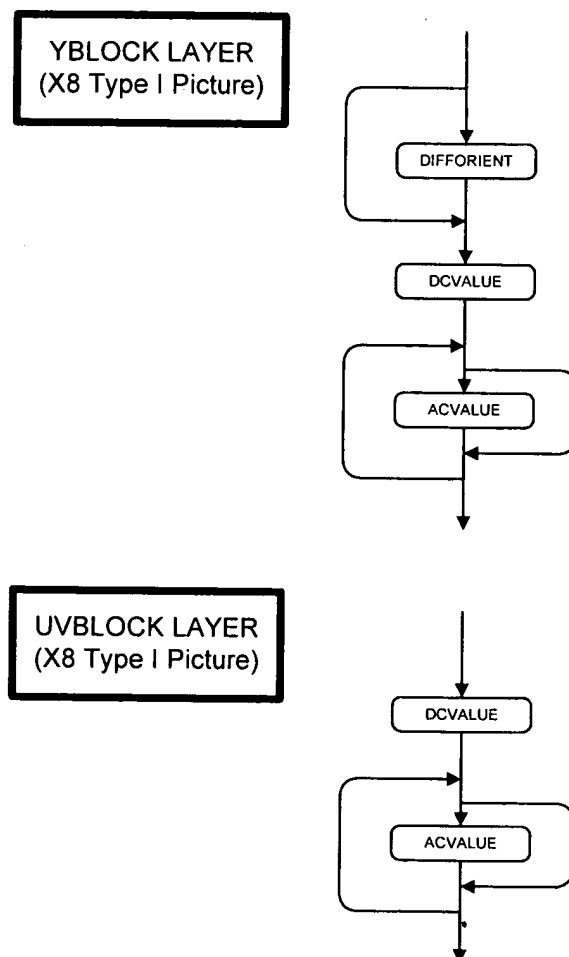 YBLOCK LAYER
(X8 Type I Picture)
DIFFORIENT
DCVALUE
ACVALUE
UVBLOCK LAYER
(X8 Type I Picture)
DCVALUE
ACVALUE